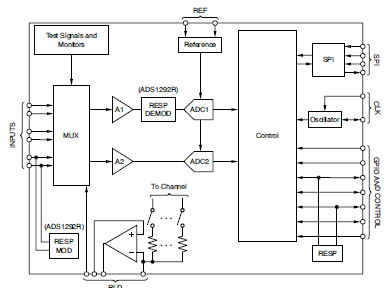 REF
Test Signals and
Monitors
Reference
SPI
SPI
(ADS1292R)
A1
RESP
DEMOD
ADC1
CLK
Oscillator
INPUTS
MUX
Control
A2
ADC2
GPIO AND CONTROL
To Channel
(ADS1292R)
RESP
MOD
RESP
RLD